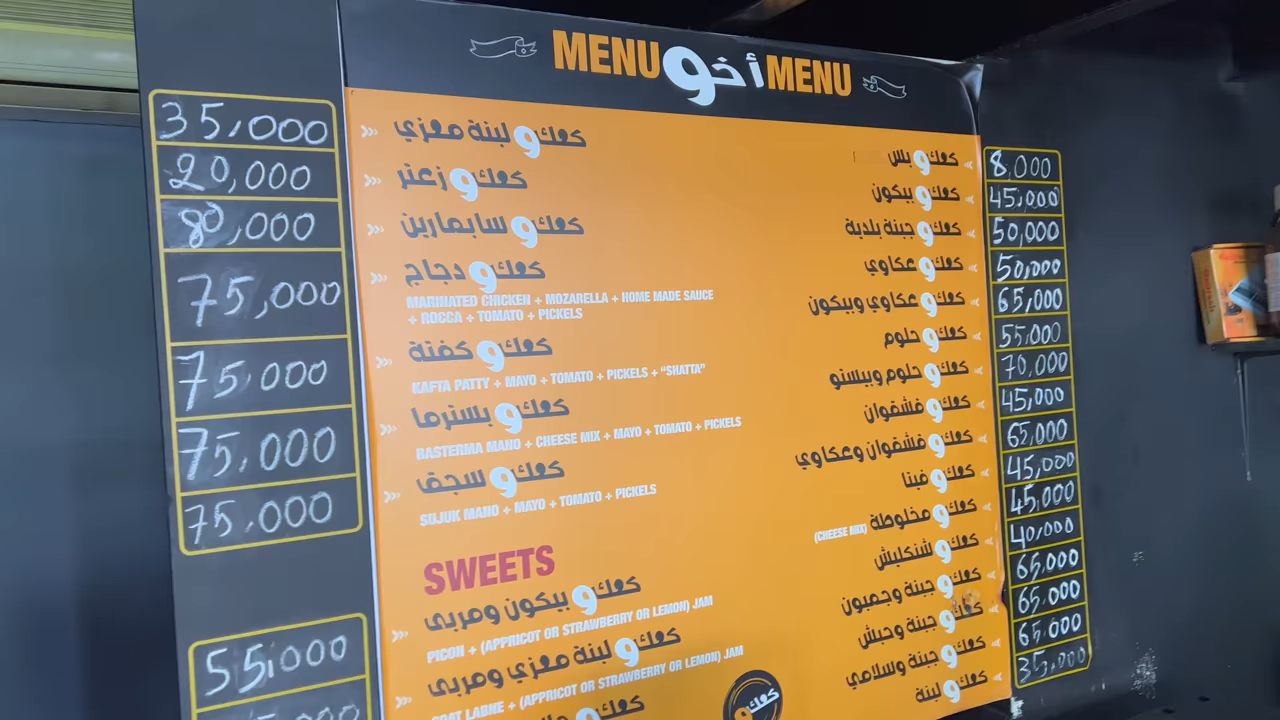 MENU أخو MENU
كعك و بس 8,000
كعك و بيكون 45,000
كعك و جبنة بلدية 50,000
كعك و عكاوي 50,000
كعك و عكاوي وبيكون 65,000
كعك و حلوم 55,000
كعك و حلوم وبيستو 70,000
كعك و قشقوان 45,000
كعك و قشقوان وعكاوي 65,000
كعك و فيتا 45,000
كعك و مخلوطة (CHEESE MIX) 45,000
كعك و شنكليش 40,000
كعك و جبنة وجمبون 65,000
كعك و جبنة وحبش 65,000
كعك و جبنة وسلامي 65,000
كعك و لبنة 35,000
كعك و لبنة معزي 35,000
كعك و زعتر 20,000
كعك و سابمارين 80,000
كعك و دجاج 75,000
MARINATED CHICKEN + MOZARELLA + HOME MADE SAUCE
+ ROCCA + TOMATO + PICKELS
كعك و كفتة 75,000
KAFTA PATTY + MAYO + TOMATO + PICKELS + "SHATTA"
كعك و بسترما 75,000
BASTERMA MANO + CHEESE MIX + MAYO + TOMATO + PICKELS
كعك و سجق 75,000
SUJUK MANO + MAYO + TOMATO + PICKELS
SWEETS
كعك و بيكون ومربى 55,000
PICON + (APPRICOT OR STRAWBERRY OR LEMON) JAM
كعك و لبنة معزي ومربى
GOAT LABNE + (APPRICOT OR STRAWBERRY OR LEMON) JAM
كعك و
كعك و